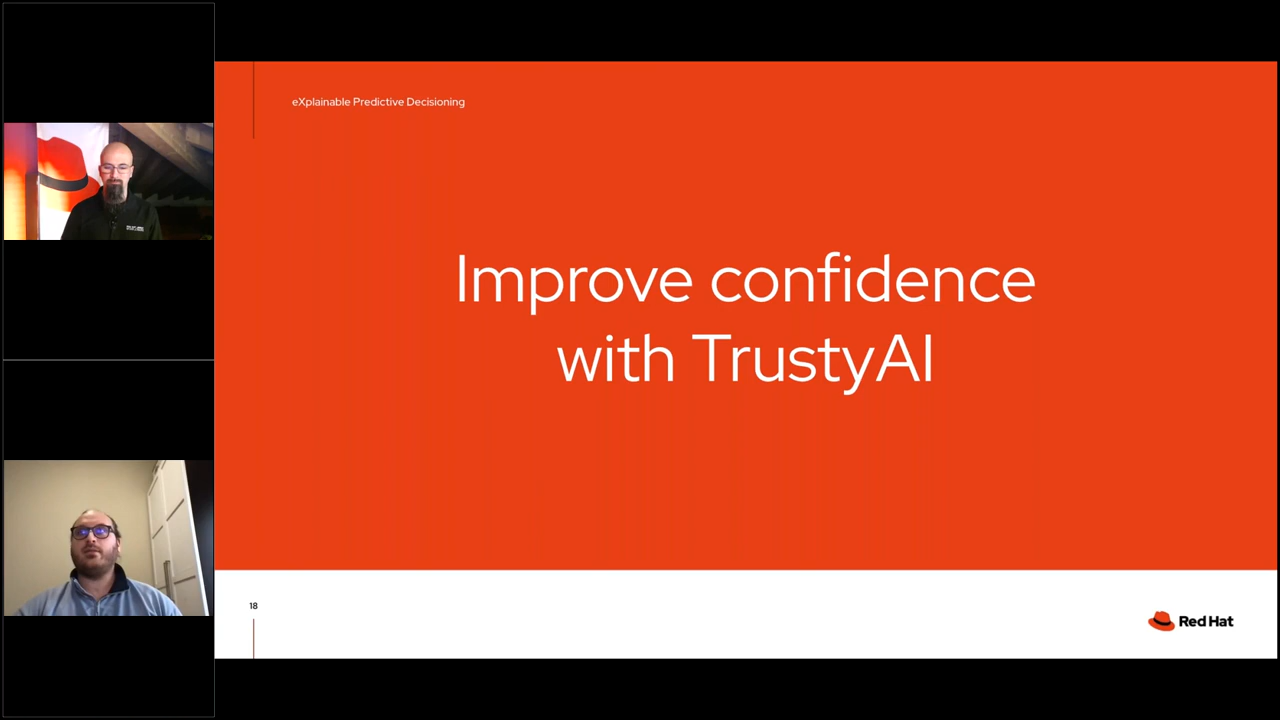 eXplainable Predictive Decisioning
Improve confidence
with TrustyAI
18
Red Hat